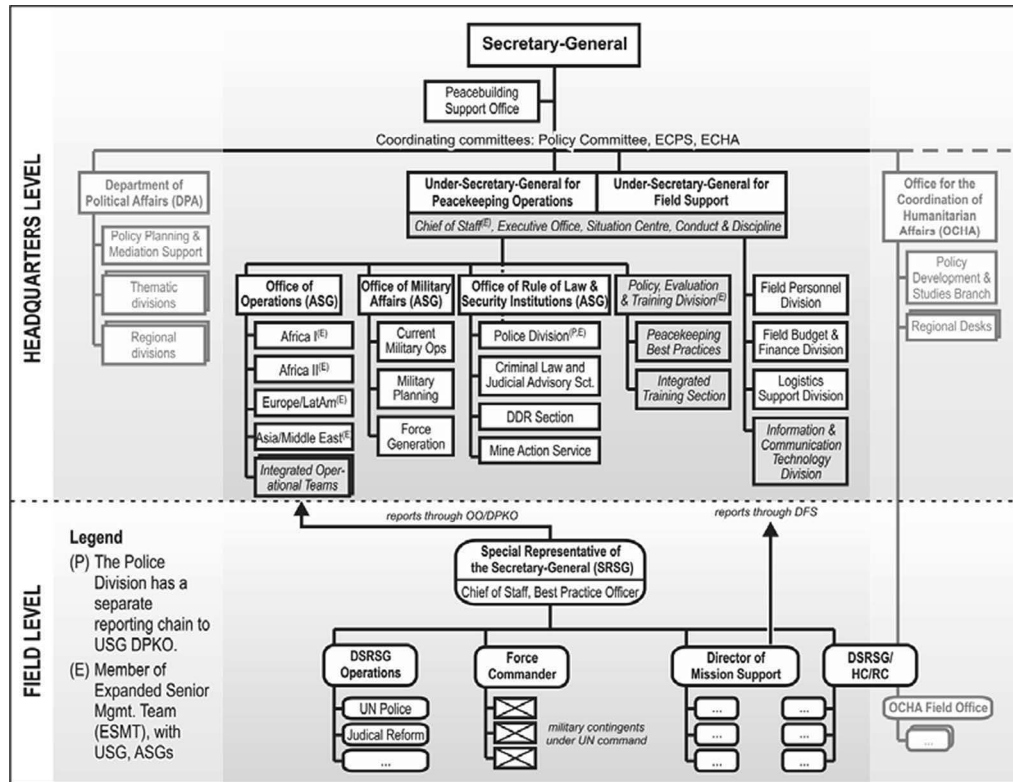 HEADQUARTERS LEVEL
Secretary-General
Peacebuilding
Support Office
Coordinating committees: Policy Committee, ECPS, ECHA
Department of
Political Affairs (DPA)
Policy Planning &
Mediation Support
Thematic
divisions
Regional
divisions
Under-Secretary-General for
Peacekeeping Operations
Under-Secretary-General for
Field Support
Chief of Staff(E), Executive Office, Situation Centre, Conduct & Discipline
Office for the
Coordination of
Humanitarian
Affairs (OCHA)
Policy
Development &
Studies Branch
Regional Desks
Office of
Operations (ASG)
Africa I(E)
Africa II(E)
Europe/LatAm(E)
Asia/Middle East(E)
Integrated Oper-
ational Teams
Office of Military
Affairs (ASG)
Current
Military Ops
Military
Planning
Force
Generation
Office of Rule of Law &
Security Institutions (ASG)
Police Division(P,E)
Criminal Law and
Judicial Advisory Sct.
DDR Section
Mine Action Service
Policy, Evaluation
& Training Division(E)
Peacekeeping
Best Practices
Integrated
Training Section
Field Personnel
Division
Field Budget &
Finance Division
Logistics
Support Division
Information &
Communication
Technology
Division
FIELD LEVEL
reports through OO/DPKO
reports through DFS
Legend
(P) The Police
Division has a
separate
reporting chain to
USG DPKO.
(E) Member of
Expanded Senior
Mgmt. Team
(ESMT), with
USG, ASGs
Special Representative of
the Secretary-General (SRSG)
Chief of Staff, Best Practice Officer
DSRSG
Operations
UN Police
Judical Reform
...
Force
Commander
military contingents
under UN command
Director of
Mission Support
...
...
...
DSRSG/
HC/RC
...
...
...
OCHA Field Office
...